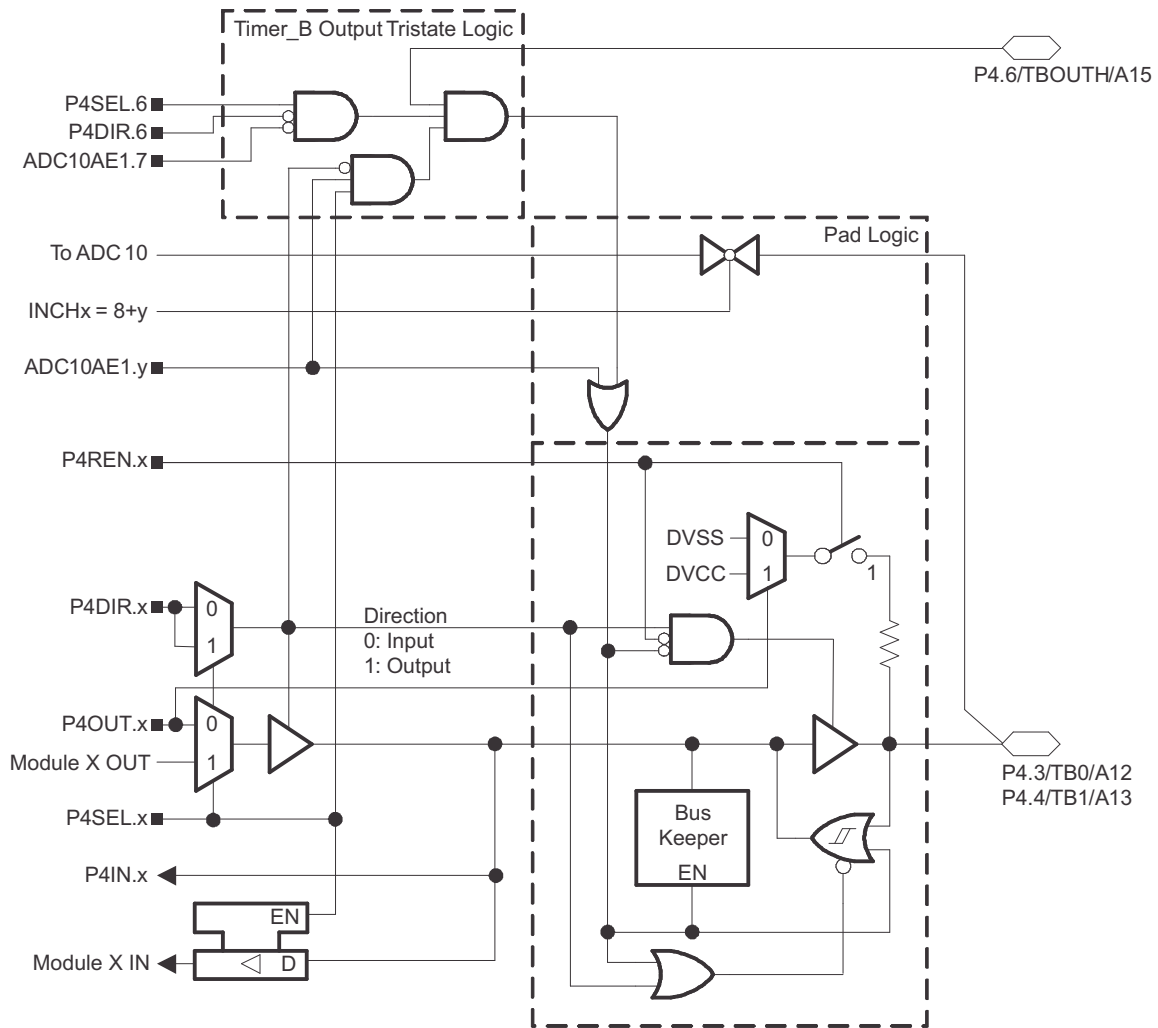 Timer_B Output Tristate Logic
P4.6/TBOUTH/A15
P4SEL.6
P4DIR.6
ADC10AE1.7
Pad Logic
To ADC 10
INCHx = 8+y
ADC10AE1.y
P4REN.x
DVSS
0
DVCC
1
1
P4DIR.x
0
1
Direction
0: Input
1: Output
P4OUT.x
0
Module X OUT
1
P4.3/TB0/A12
P4.4/TB1/A13
P4SEL.x
Bus
Keeper
EN
P4IN.x
EN
Module X IN
D